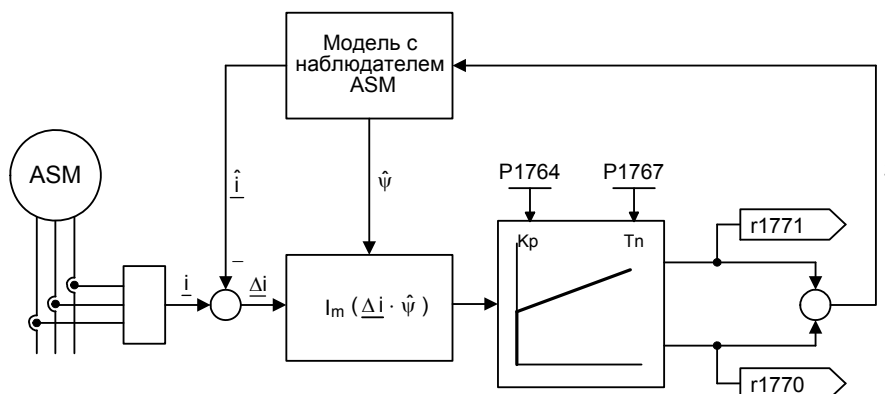 Модель с
наблюдателем
ASM
ASM
î
ψ̂
P1764
P1767
Kp
Tn
r1771
i
–
Δi
Im ( Δi · ψ̂ )
r1770